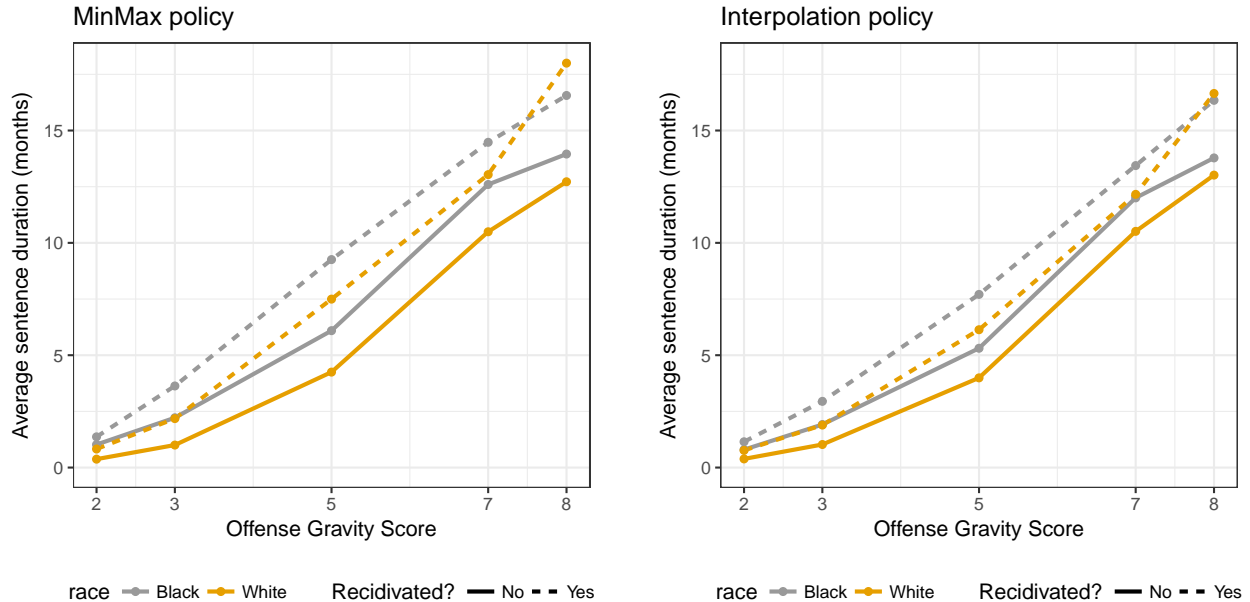 MinMax policy
Average sentence duration (months)
15
10
5
0
2 3 5 7 8
Offense Gravity Score
race Black White Recidivated? No Yes
Interpolation policy
Average sentence duration (months)
15
10
5
0
2 3 5 7 8
Offense Gravity Score
race Black White Recidivated? No Yes